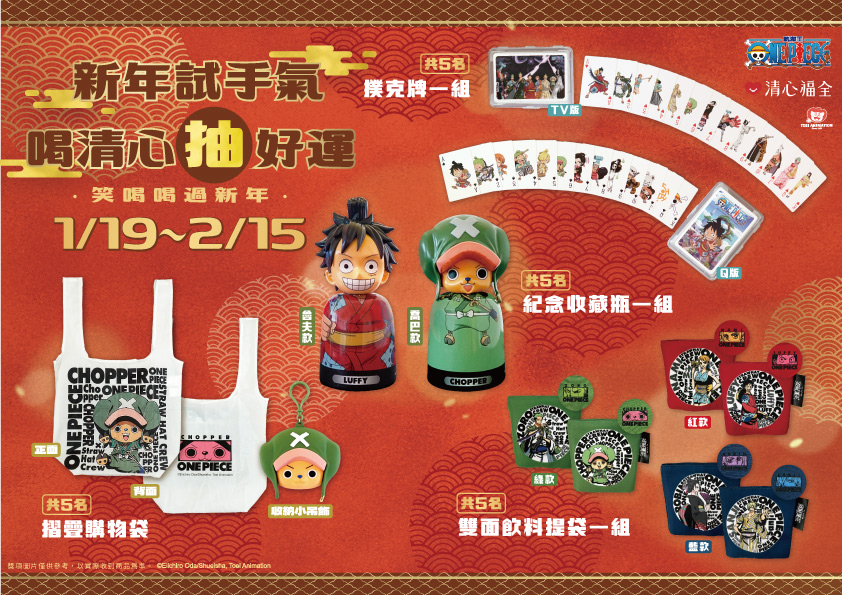 新年試手氣
喝清心抽好運
·笑喝喝過新年·
1/19~2/15
共5名
撲克牌一組
TV版
ONE PIECE
清心福全
TOEI ANIMATION
Q版
共5名
紀念收藏瓶一組
魯夫款
喬巴款
LUFFY
CHOPPER
CHOPPER
ONE PIECE
STRAW HAT CREW
正面
CHOPPER
ONE PIECE
背面
收納小吊飾
共5名
摺疊購物袋
紅款
綠款
藍款
共5名
雙面飲料提袋一組
獎項圖片僅供參考，以實際收到商品為準。 ©Eiichiro Oda/Shueisha, Toei Animation